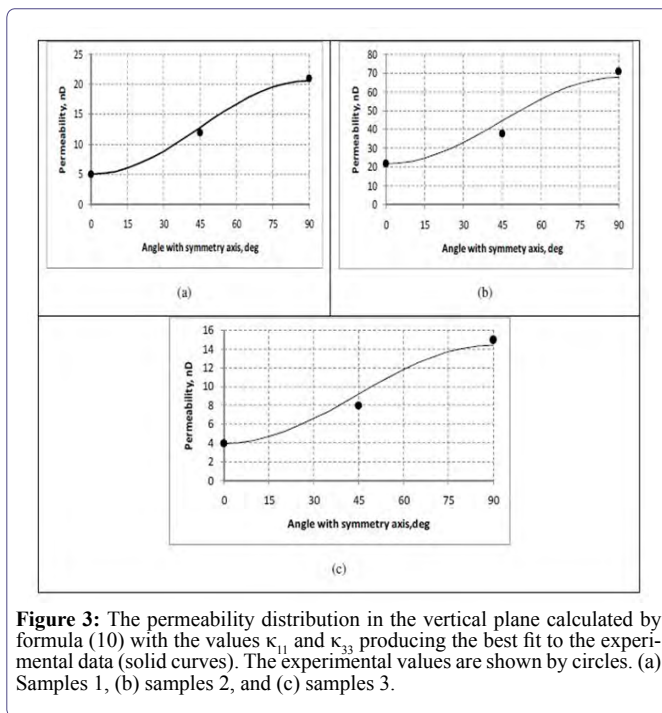 25
20
15
10
5
0
Permeability, nD
0 15 30 45 60 75 90
Angle with symmetry axis, deg
(a)
80
70
60
50
40
30
20
10
0
Permeability, nD
0 15 30 45 60 75 90
Angle with symmety axis, deg
(b)
16
14
12
10
8
6
4
2
0
Permeability, nD
0 15 30 45 60 75 90
Angle with symmetry axis,deg
(c)
Figure 3: The permeability distribution in the vertical plane calculated by
formula (10) with the values κ₁₁ and κ₃₃ producing the best fit to the experi-
mental data (solid curves). The experimental values are shown by circles. (a)
Samples 1, (b) samples 2, and (c) samples 3.